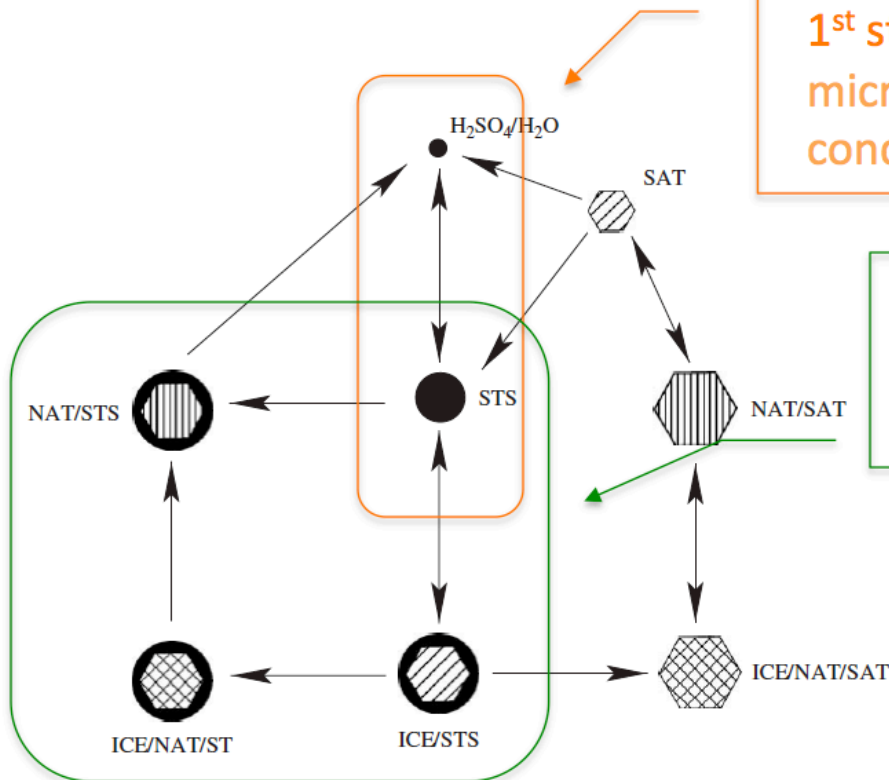 1st
micr
cond
H2SO4/H2O
SAT
NAT/STS
STS
NAT/SAT
ICE/NAT/ST
ICE/STS
ICE/NAT/SAT